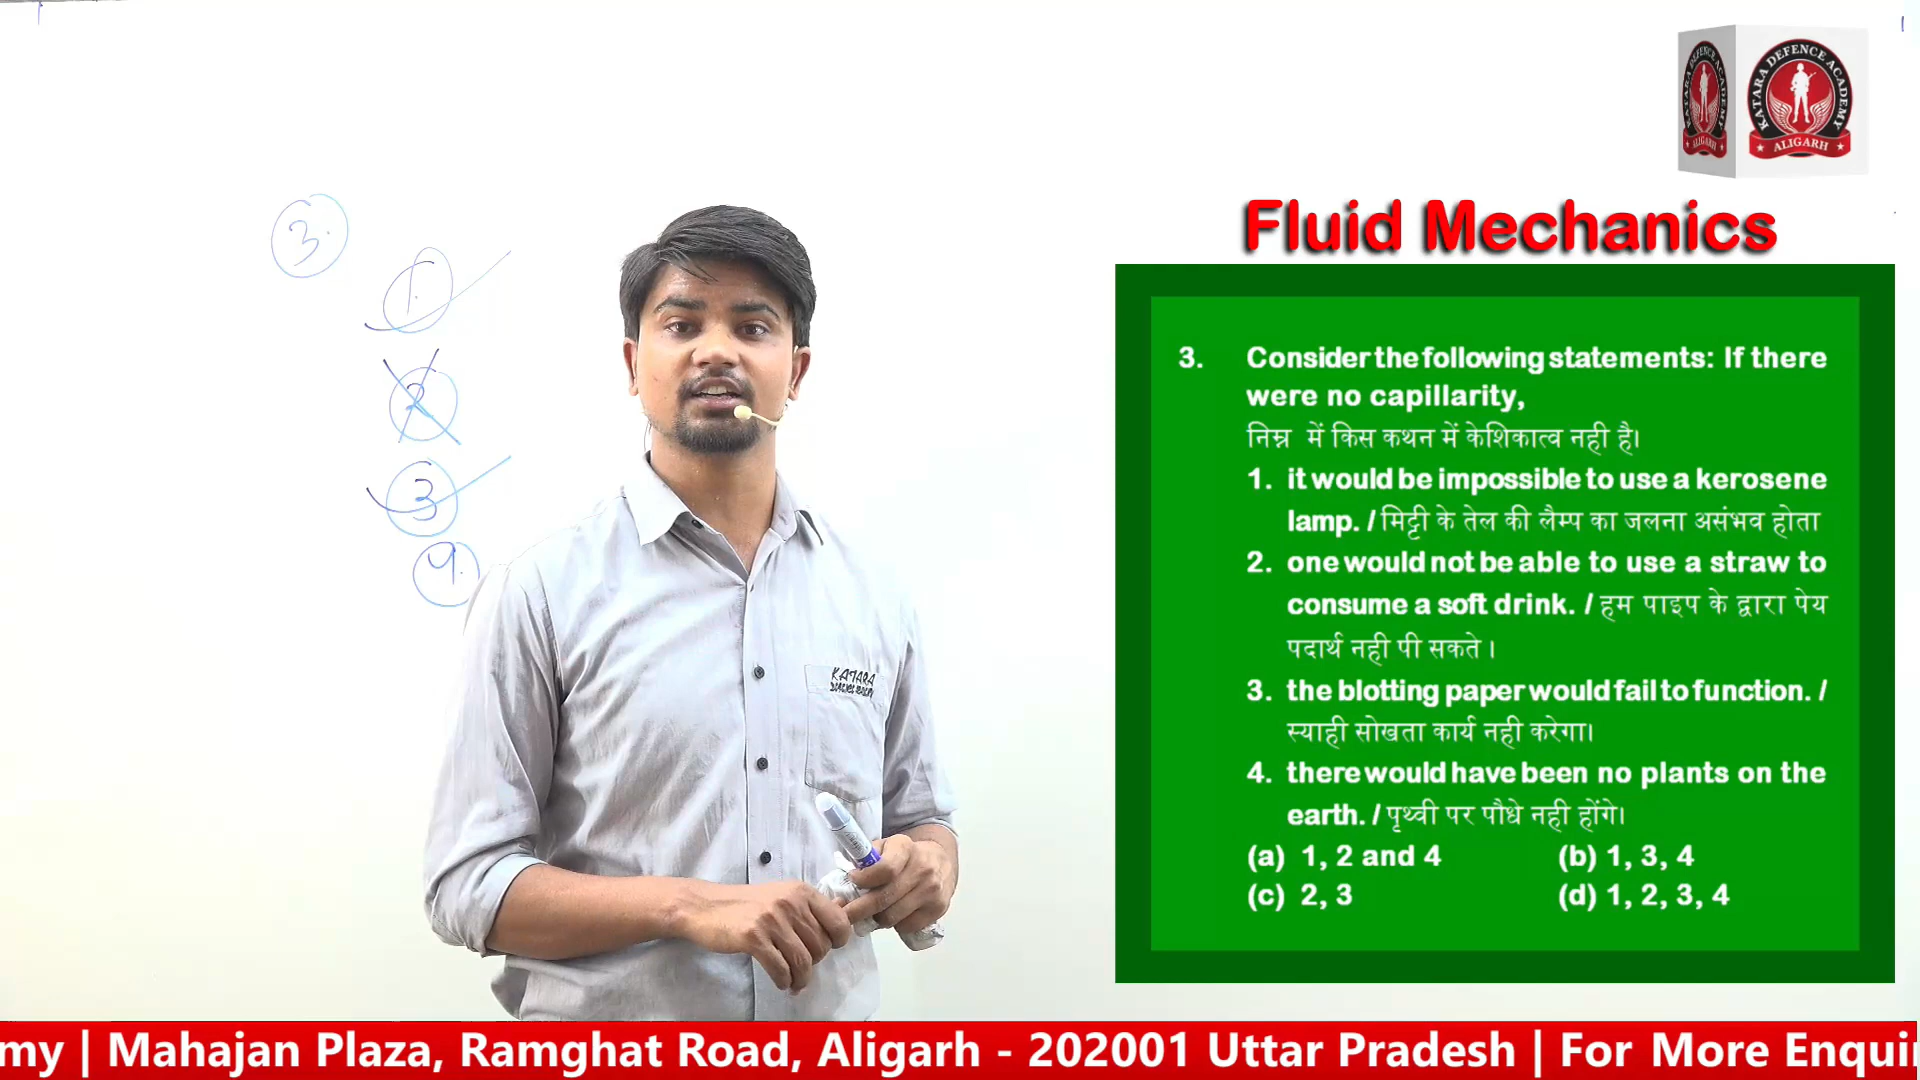 KATARA DEFENCE ACADEMY
ALIGARH
KATARA DEFENCE ACADEMY
ALIGARH
Fluid Mechanics
3.
1.
2
3
4.
3. Consider the following statements: If there
were no capillarity,
निम्न में किस कथन में केशिकात्व नही है।
1. it would be impossible to use a kerosene
lamp. / मिट्टी के तेल की लैम्प का जलना असंभव होता
2. one would not be able to use a straw to
consume a soft drink. / हम पाइप के द्वारा पेय
पदार्थ नही पी सकते ।
3. the blotting paper would fail to function. /
स्याही सोखता कार्य नही करेगा।
4. there would have been no plants on the
earth. / पृथ्वी पर पौधे नही होंगे।
(a) 1, 2 and 4 (b) 1, 3, 4
(c) 2, 3 (d) 1, 2, 3, 4
KATARA
my | Mahajan Plaza, Ramghat Road, Aligarh - 202001 Uttar Pradesh | For More Enqui